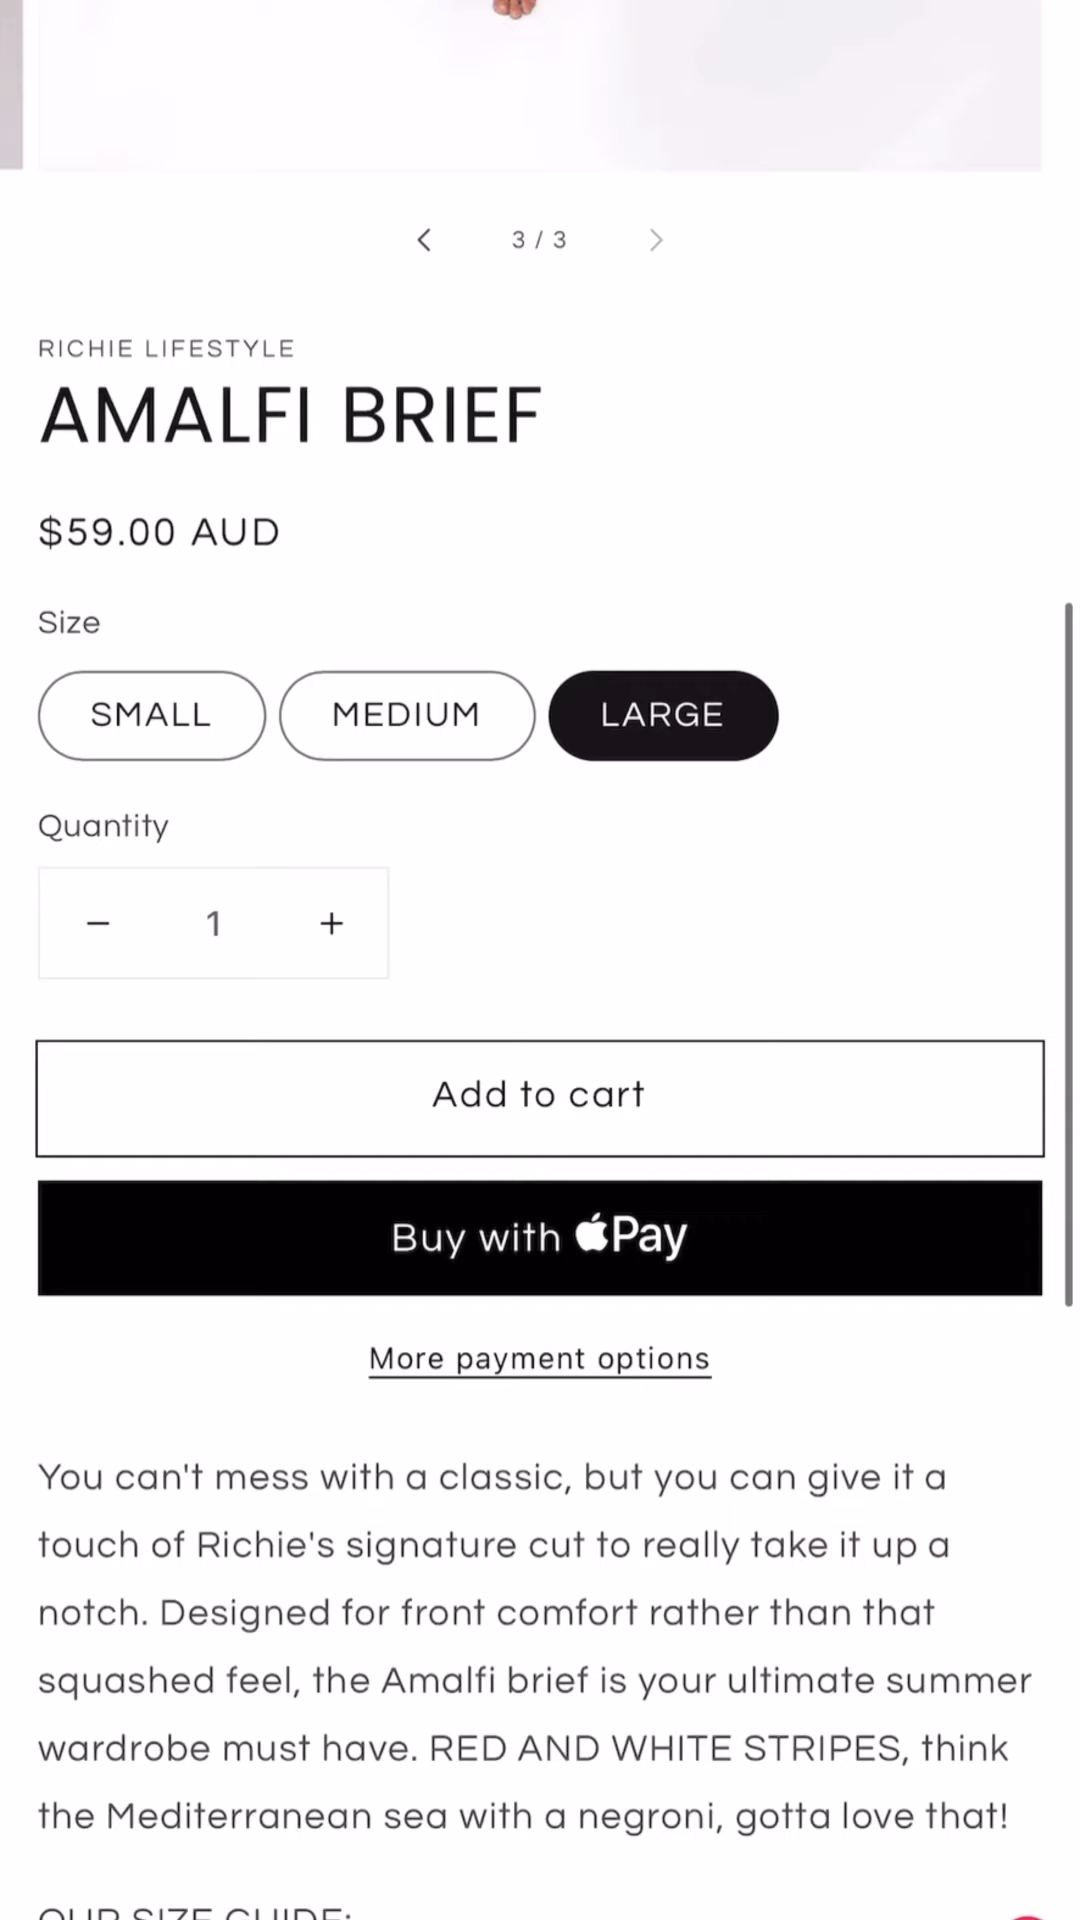 3 / 3
RICHIE LIFESTYLE
AMALFI BRIEF
$59.00 AUD
Size
SMALL MEDIUM LARGE
Quantity
− 1 +
Add to cart
Buy with Pay
More payment options
You can't mess with a classic, but you can give it a
touch of Richie's signature cut to really take it up a
notch. Designed for front comfort rather than that
squashed feel, the Amalfi brief is your ultimate summer
wardrobe must have. RED AND WHITE STRIPES, think
the Mediterranean sea with a negroni, gotta love that!
OUR SIZE GUIDE: